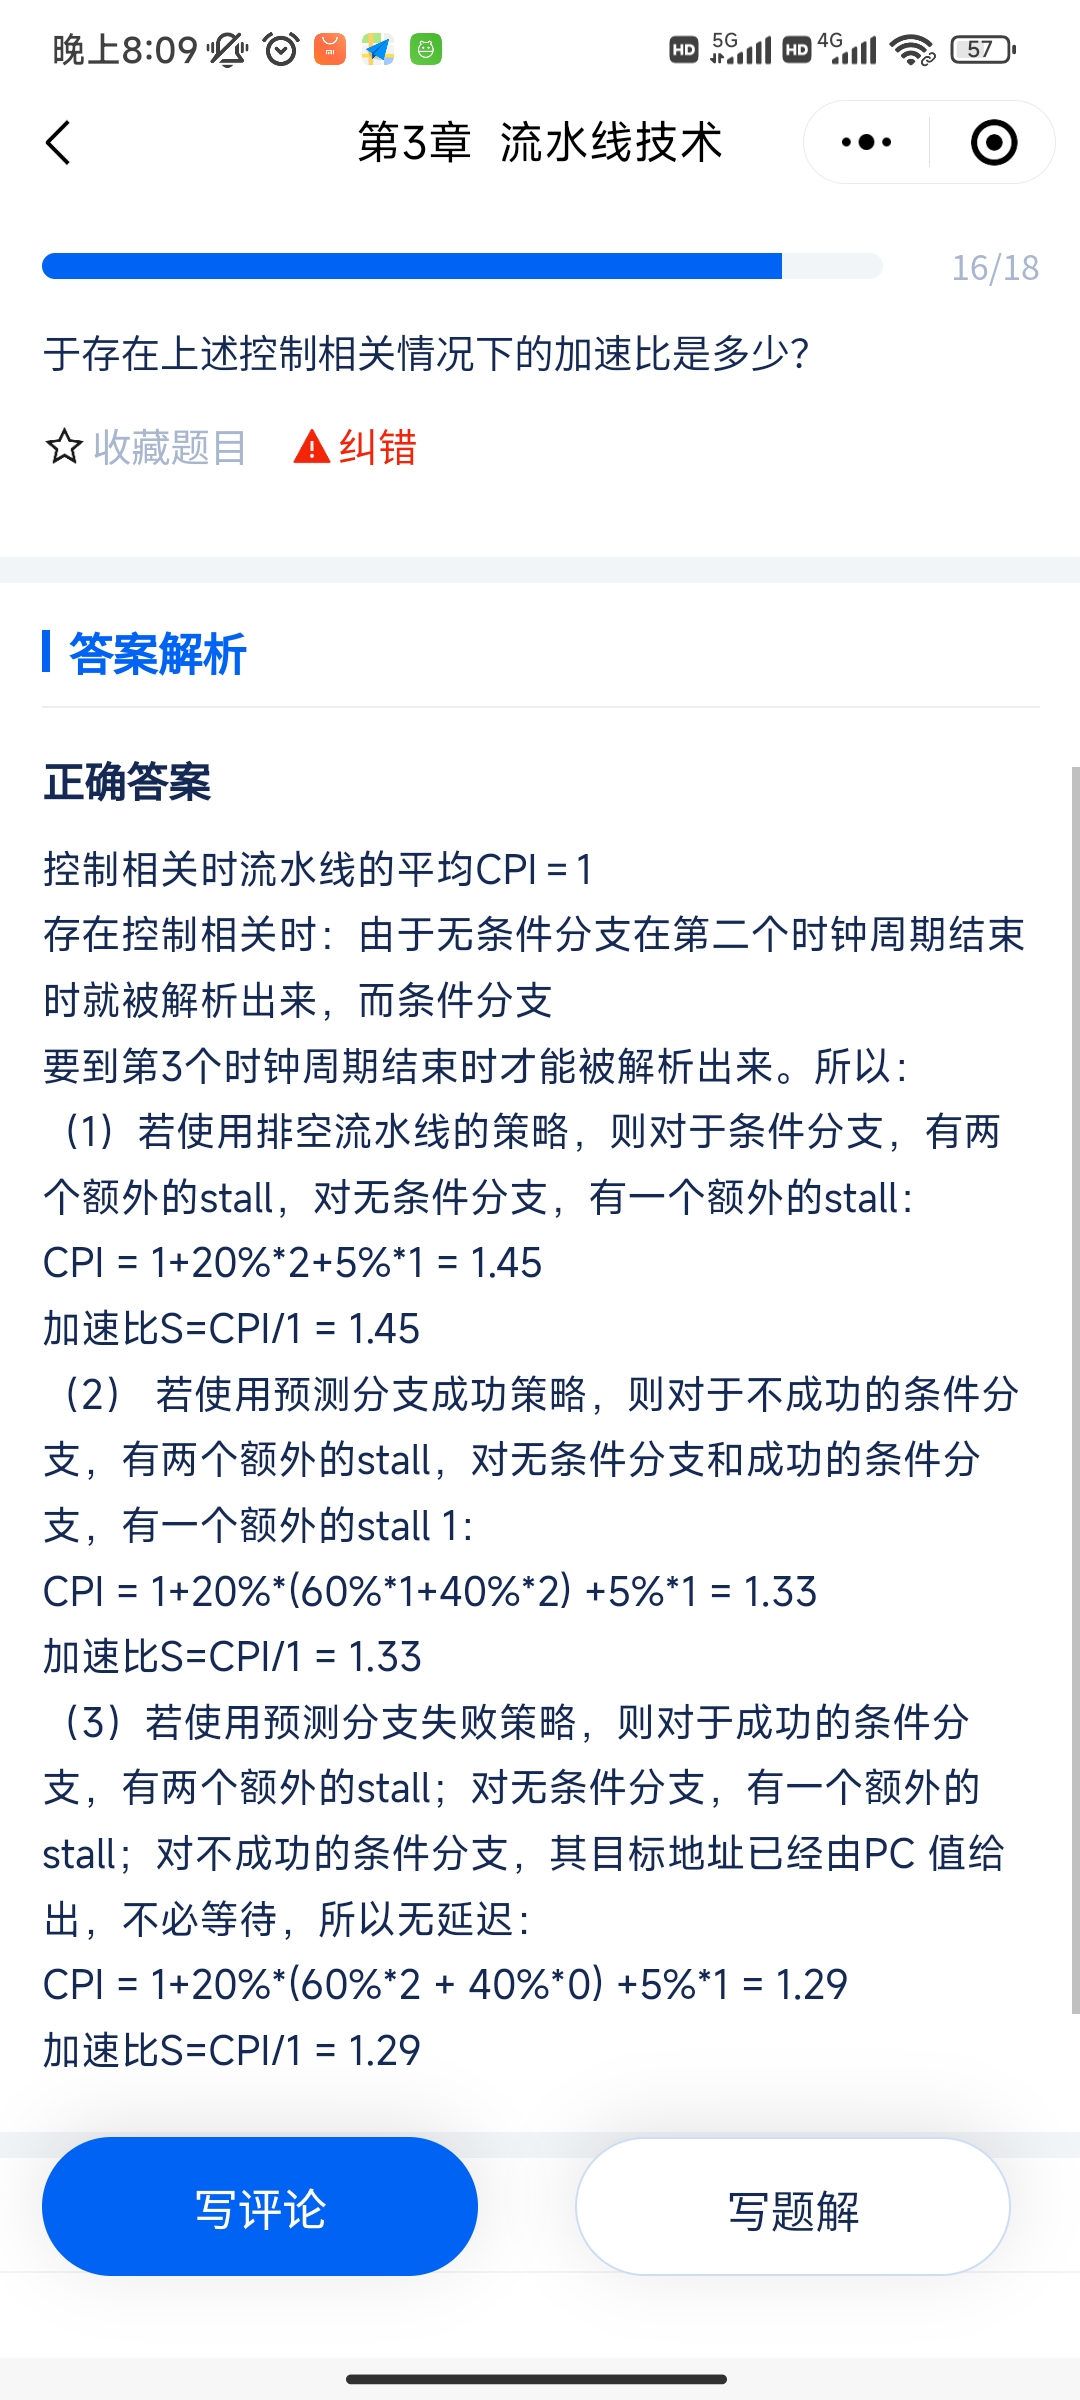 晚上8:09 HD 5G HD 4G 57
第3章 流水线技术
16/18
于存在上述控制相关情况下的加速比是多少？
收藏题目 纠错
答案解析
正确答案
控制相关时流水线的平均CPI = 1
存在控制相关时：由于无条件分支在第二个时钟周期结束
时就被解析出来，而条件分支
要到第3个时钟周期结束时才能被解析出来。所以：
（1）若使用排空流水线的策略，则对于条件分支，有两
个额外的stall，对无条件分支，有一个额外的stall：
CPI = 1+20%*2+5%*1 = 1.45
加速比S=CPI/1 = 1.45
（2） 若使用预测分支成功策略，则对于不成功的条件分
支，有两个额外的stall，对无条件分支和成功的条件分
支，有一个额外的stall 1：
CPI = 1+20%*(60%*1+40%*2) +5%*1 = 1.33
加速比S=CPI/1 = 1.33
（3）若使用预测分支失败策略，则对于成功的条件分
支，有两个额外的stall；对无条件分支，有一个额外的
stall；对不成功的条件分支，其目标地址已经由PC 值给
出，不必等待，所以无延迟：
CPI = 1+20%*(60%*2 + 40%*0) +5%*1 = 1.29
加速比S=CPI/1 = 1.29
写评论 写题解